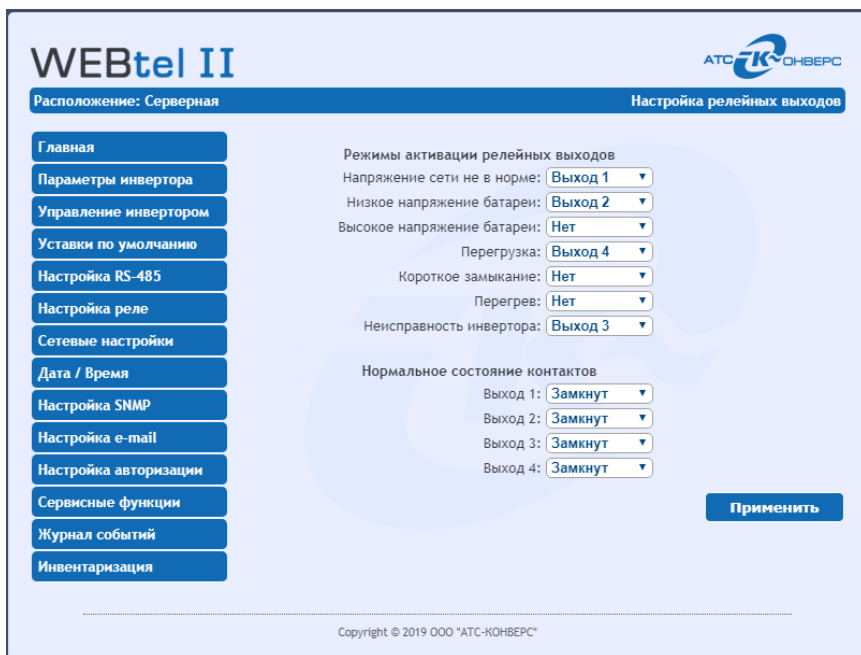 WEBtel II
АТС КОНВЕРС
Расположение: Серверная
Настройка релейных выходов
Главная
Параметры инвертора
Управление инвертором
Уставки по умолчанию
Настройка RS-485
Настройка реле
Сетевые настройки
Дата / Время
Настройка SNMP
Настройка e-mail
Настройка авторизации
Сервисные функции
Журнал событий
Инвентаризация
Режимы активации релейных выходов
Напряжение сети не в норме: Выход 1
Низкое напряжение батареи: Выход 2
Высокое напряжение батареи: Нет
Перегрузка: Выход 4
Короткое замыкание: Нет
Перегрев: Нет
Неисправность инвертора: Выход 3
Нормальное состояние контактов
Выход 1: Замкнут
Выход 2: Замкнут
Выход 3: Замкнут
Выход 4: Замкнут
Применить
Copyright © 2019 ООО "АТС-КОНВЕРС"